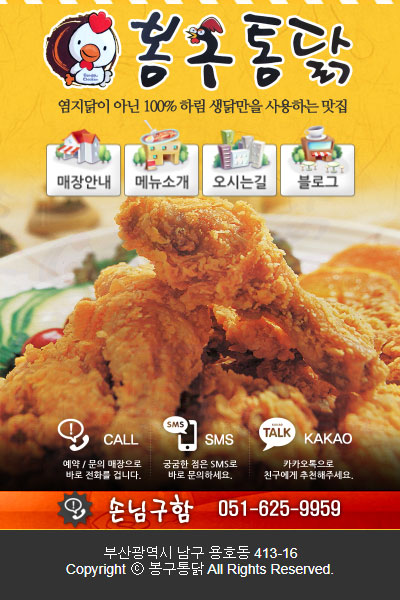 봉구통닭
염지닭이 아닌 100% 하림 생닭만을 사용하는 맛집
매장안내 메뉴소개 오시는길 블로그
CALL SMS SMS TALK KAKAO
예약 / 문의 매장으로 궁금한 점은 SMS로 카카오톡으로
바로 전화를 겁니다. 바로 문의하세요. 친구에게 추천해주세요.
손님구함 051-625-9959
부산광역시 남구 용호동 413-16
Copyright ⓒ 봉구통닭 All Rights Reserved.